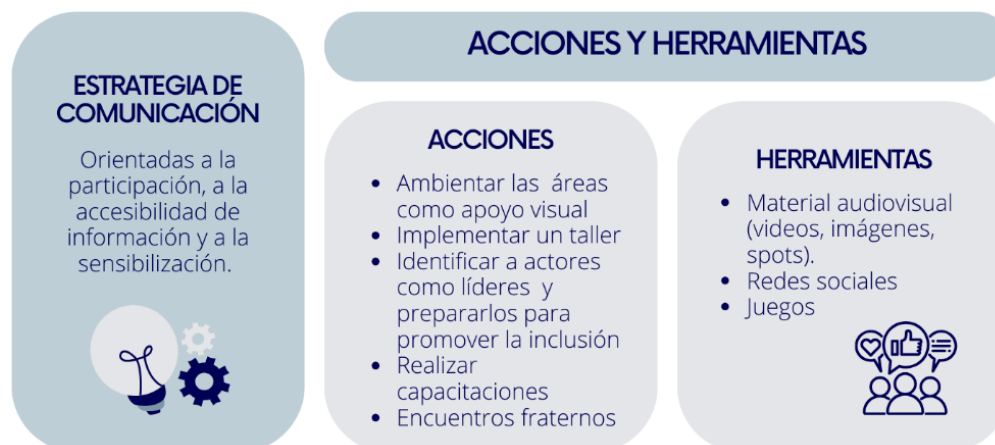 ESTRATEGIA DE
COMUNICACIÓN
Orientadas a la
participación, a la
accesibilidad de
información y a la
sensibilización.
ACCIONES Y HERRAMIENTAS
ACCIONES
• Ambientar las áreas
como apoyo visual
• Implementar un taller
• Identificar a actores
como líderes y
prepararlos para
promover la inclusión
• Realizar
capacitaciones
• Encuentros fraternos
HERRAMIENTAS
• Material audiovisual
(videos, imágenes,
spots).
• Redes sociales
• Juegos